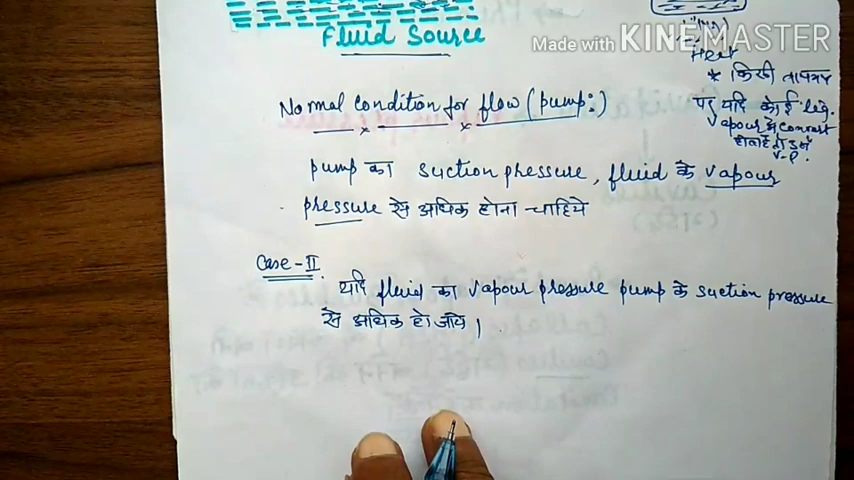 Fluid Source
Made with KINEMASTER
Heat
* किसी तापक्रम
पर यदि कोई liq.
vapour में convert
V-P.
Normal condition for flow (pump:)
pump का suction pressure, fluid के vapour
pressure से अधिक होना चाहिये
Case-II
यदि fluid का vapour pressure pump के suction pressure
से अधिक हो जाये।